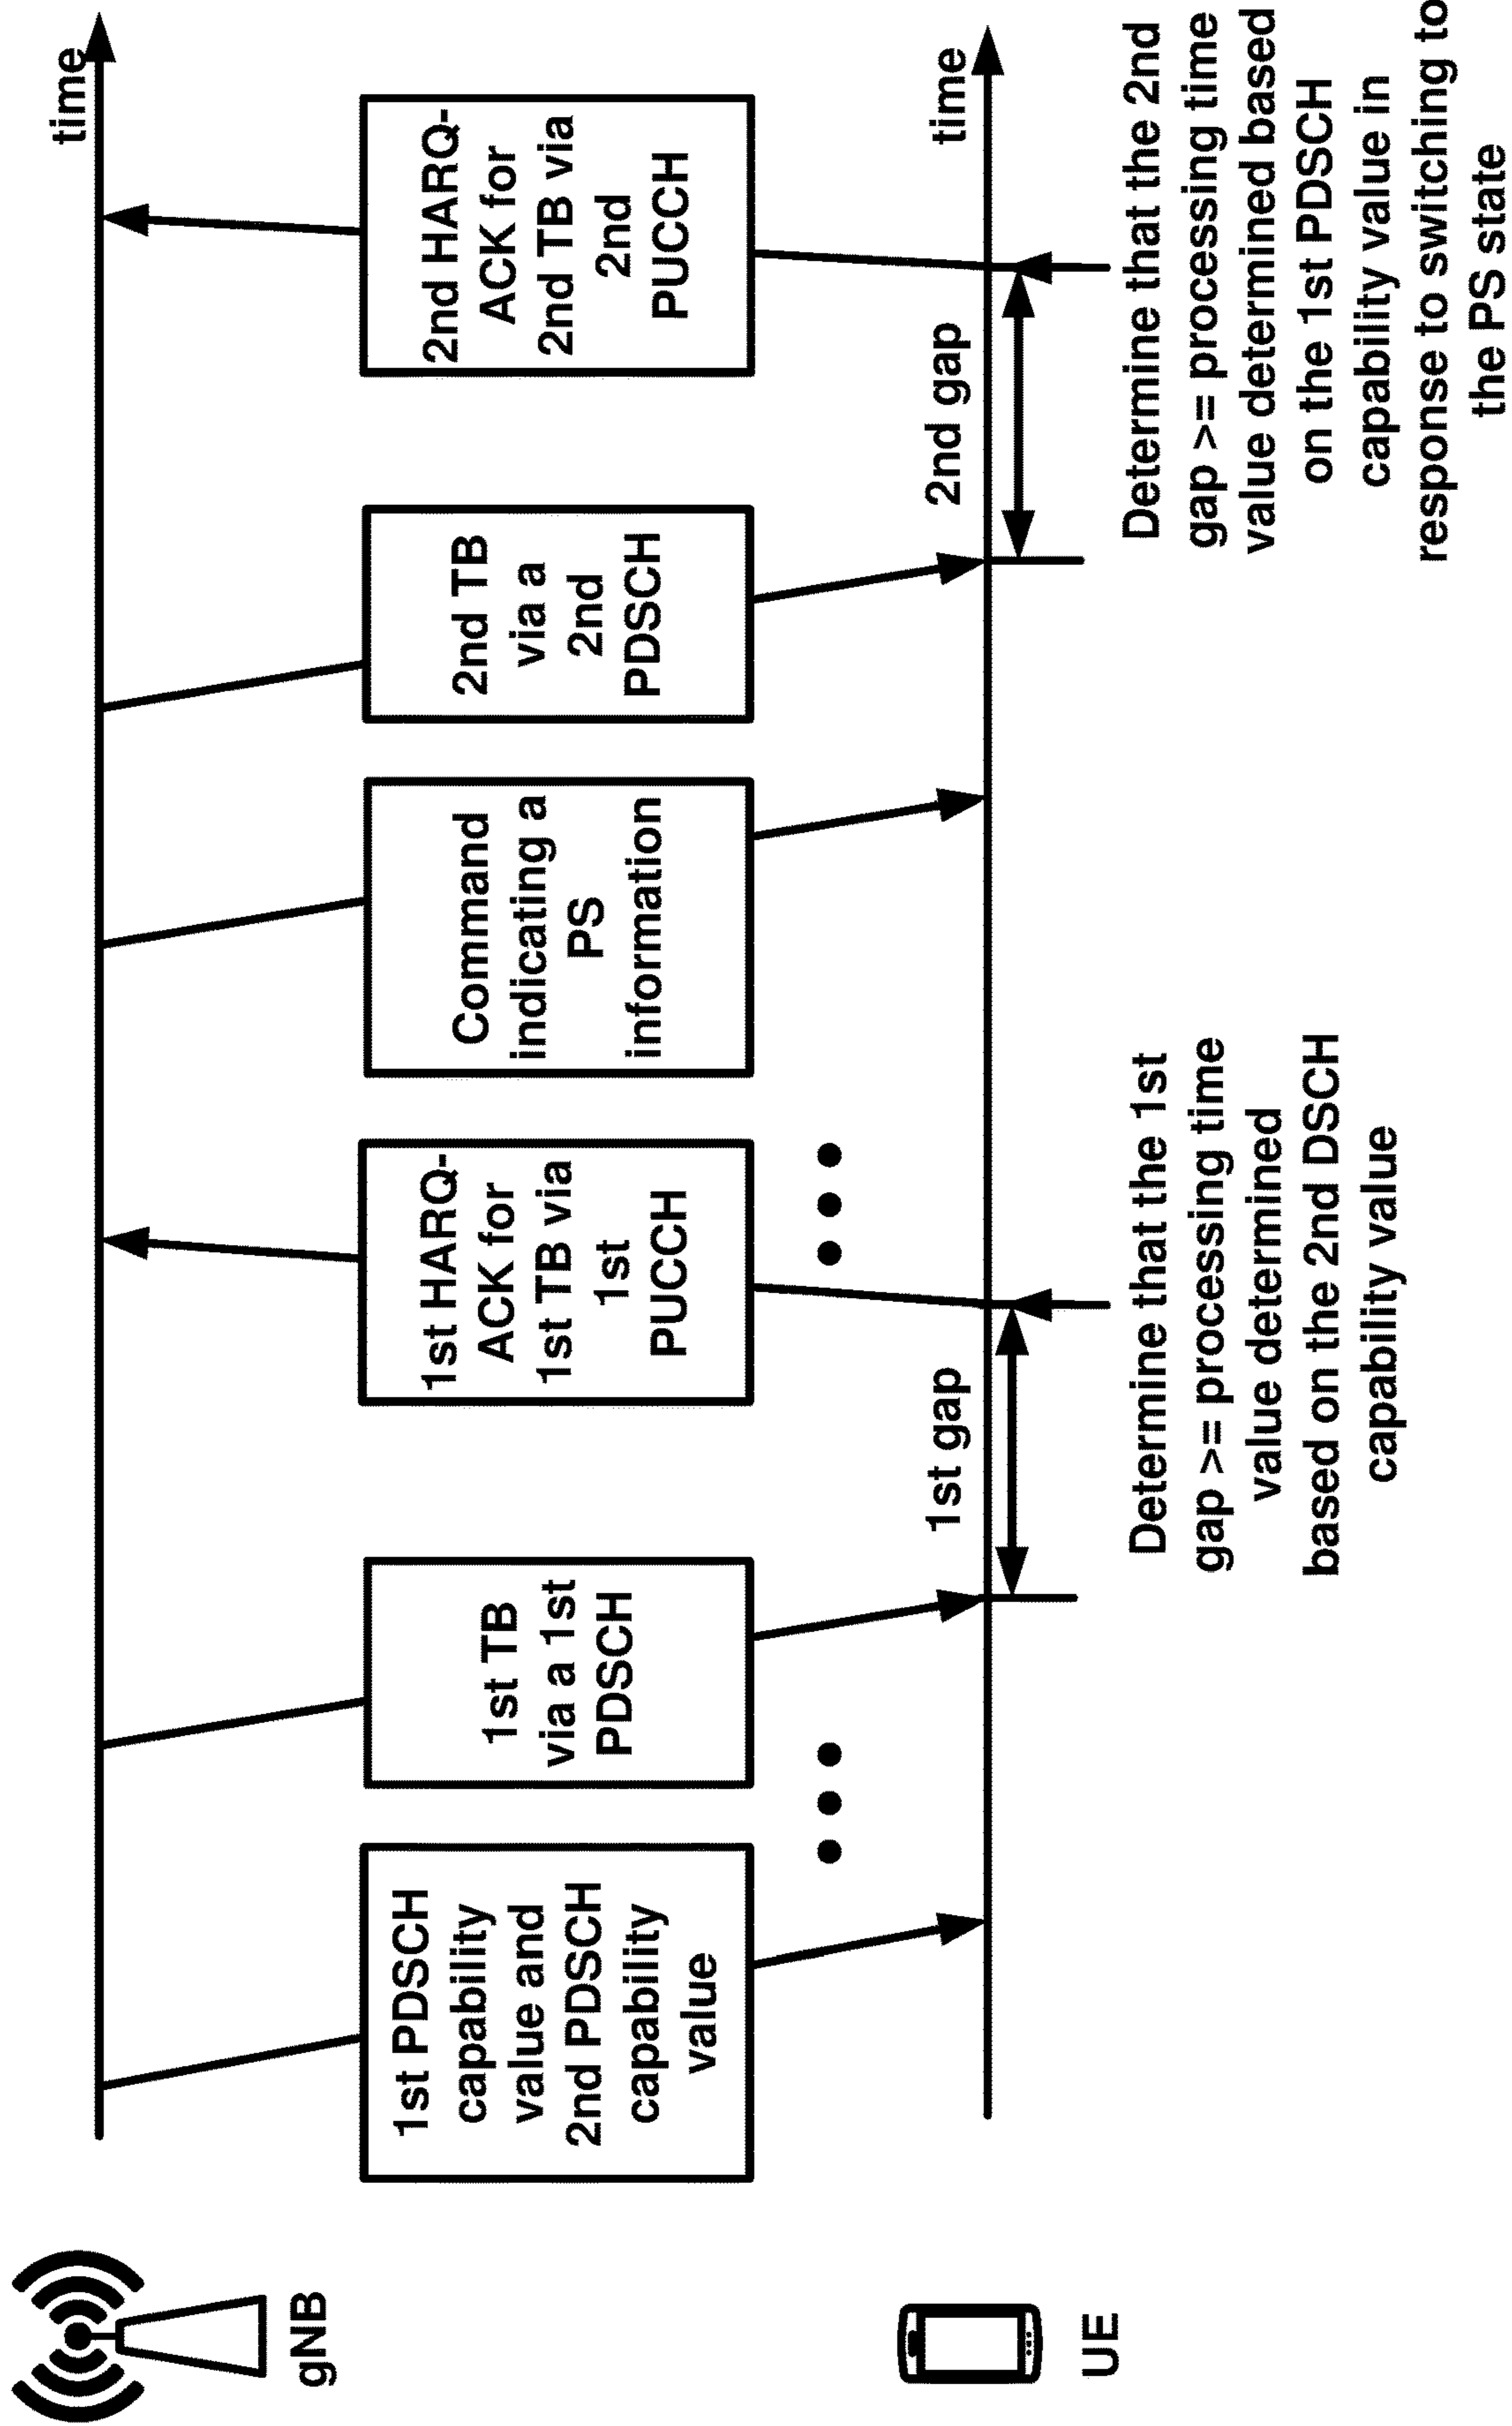 gNB
UE
time
time
1st PDSCH
capability
value and
2nd PDSCH
capability
value
1st TB
via a 1st
PDSCH
1st HARQ-
ACK for
1st TB via
1st
PUCCH
Command
indicating a
PS
information
2nd TB
via a
2nd
PDSCH
2nd HARQ-
ACK for
2nd TB via
2nd
PUCCH
1st gap
2nd gap
Determine that the 1st
gap >= processing time
value determined
based on the 2nd DSCH
capability value
Determine that the 2nd
gap >= processing time
value determined based
on the 1st PDSCH
capability value in
response to switching to
the PS state